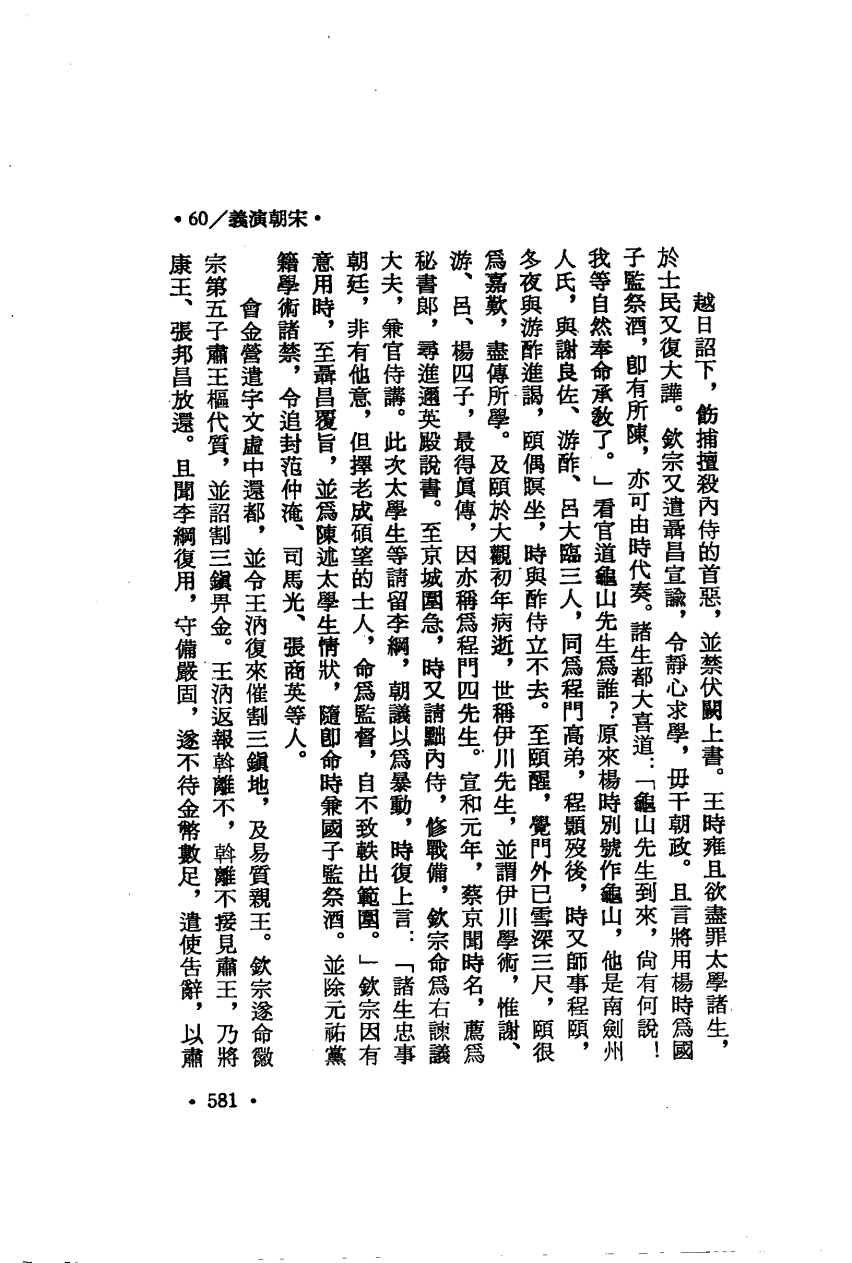 •60/義演朝宋•
越日詔下，飭捕擅殺內侍的首惡，並禁伏闕上書。王時雍且欲盡罪太學諸生，
於士民又復大譁。欽宗又遣聶昌宣諭，令靜心求學，毋干朝政。且言將用楊時爲國
子監祭酒，卽有所陳，亦可由時代奏。諸生都大喜道：「龜山先生到來，尙有何說！
我等自然奉命承敎了。」看官道龜山先生爲誰？原來楊時別號作龜山，他是南劍州
人氏，與謝良佐、游酢、呂大臨三人，同爲程門高弟，程顥歿後，時又師事程頤，
冬夜與游酢進謁，頤偶瞑坐，時與酢侍立不去。至頤醒，覺門外已雪深三尺，頤很
爲嘉歎，盡傳所學。及頤於大觀初年病逝，世稱伊川先生，並謂伊川學術，惟謝、
游、呂、楊四子，最得眞傳，因亦稱爲程門四先生。宣和元年，蔡京聞時名，薦爲
秘書郞，尋進邇英殿說書。至京城圍急，時又請黜內侍，修戰備，欽宗命爲右諫議
大夫，兼官侍講。此次太學生等請留李綱，朝議以爲暴動，時復上言：「諸生忠事
朝廷，非有他意，但擇老成碩望的士人，命爲監督，自不致軼出範圍。」欽宗因有
意用時，至聶昌覆旨，並爲陳述太學生情狀，隨卽命時兼國子監祭酒。並除元祐黨
籍學術諸禁，令追封范仲淹、司馬光、張商英等人。
會金營遣宇文虛中還都，並令王汭復來催割三鎭地，及易質親王。欽宗遂命徽
宗第五子肅王樞代質，並詔割三鎭畀金。王汭返報斡離不，斡離不接見肅王，乃將
康王、張邦昌放還。且聞李綱復用，守備嚴固，遂不待金幣數足，遣使告辭，以肅
•581•